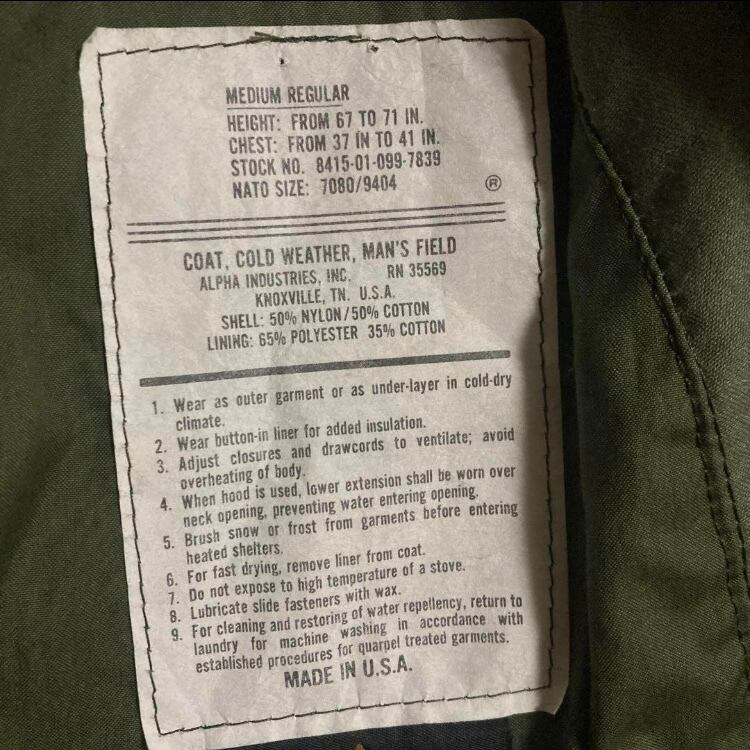 MEDIUM REGULAR
HEIGHT: FROM 67 TO 71 IN.
CHEST: FROM 37 IN TO 41 IN.
STOCK NO. 8415-01-099-7839
NATO SIZE: 7080/9404
®
COAT, COLD WEATHER, MAN'S FIELD
ALPHA INDUSTRIES, INC. RN 35569
KNOXVILLE, TN. U.S.A.
SHELL: 50% NYLON/50% COTTON
LINING: 65% POLYESTER 35% COTTON
1. Wear as outer garment or as under-layer in cold-dry
climate.
2. Wear button-in liner for added insulation.
3. Adjust closures and drawcords to ventilate; avoid
overheating of body.
4. When hood is used, lower extension shall be worn over
neck opening, preventing water entering opening.
5. Brush snow or frost from garments before entering
heated shelters.
6. For fast drying, remove liner from coat.
7. Do not expose to high temperature of a stove.
8. Lubricate slide fasteners with wax.
9. For cleaning and restoring of water repellency, return to
laundry for machine washing in accordance with
established procedures for quarpel treated garments.
MADE IN U.S.A.